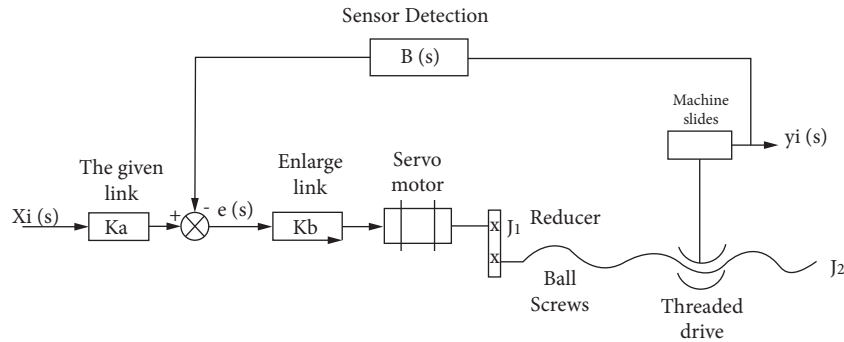 Sensor Detection
B (s)
Machine
slides
yi (s)
The given
link
Enlarge
link
Servo
motor
Xi (s)
Ka
+
-
e (s)
Kb
x
J1
Reducer
x
Ball
Screws
J2
Threaded
drive